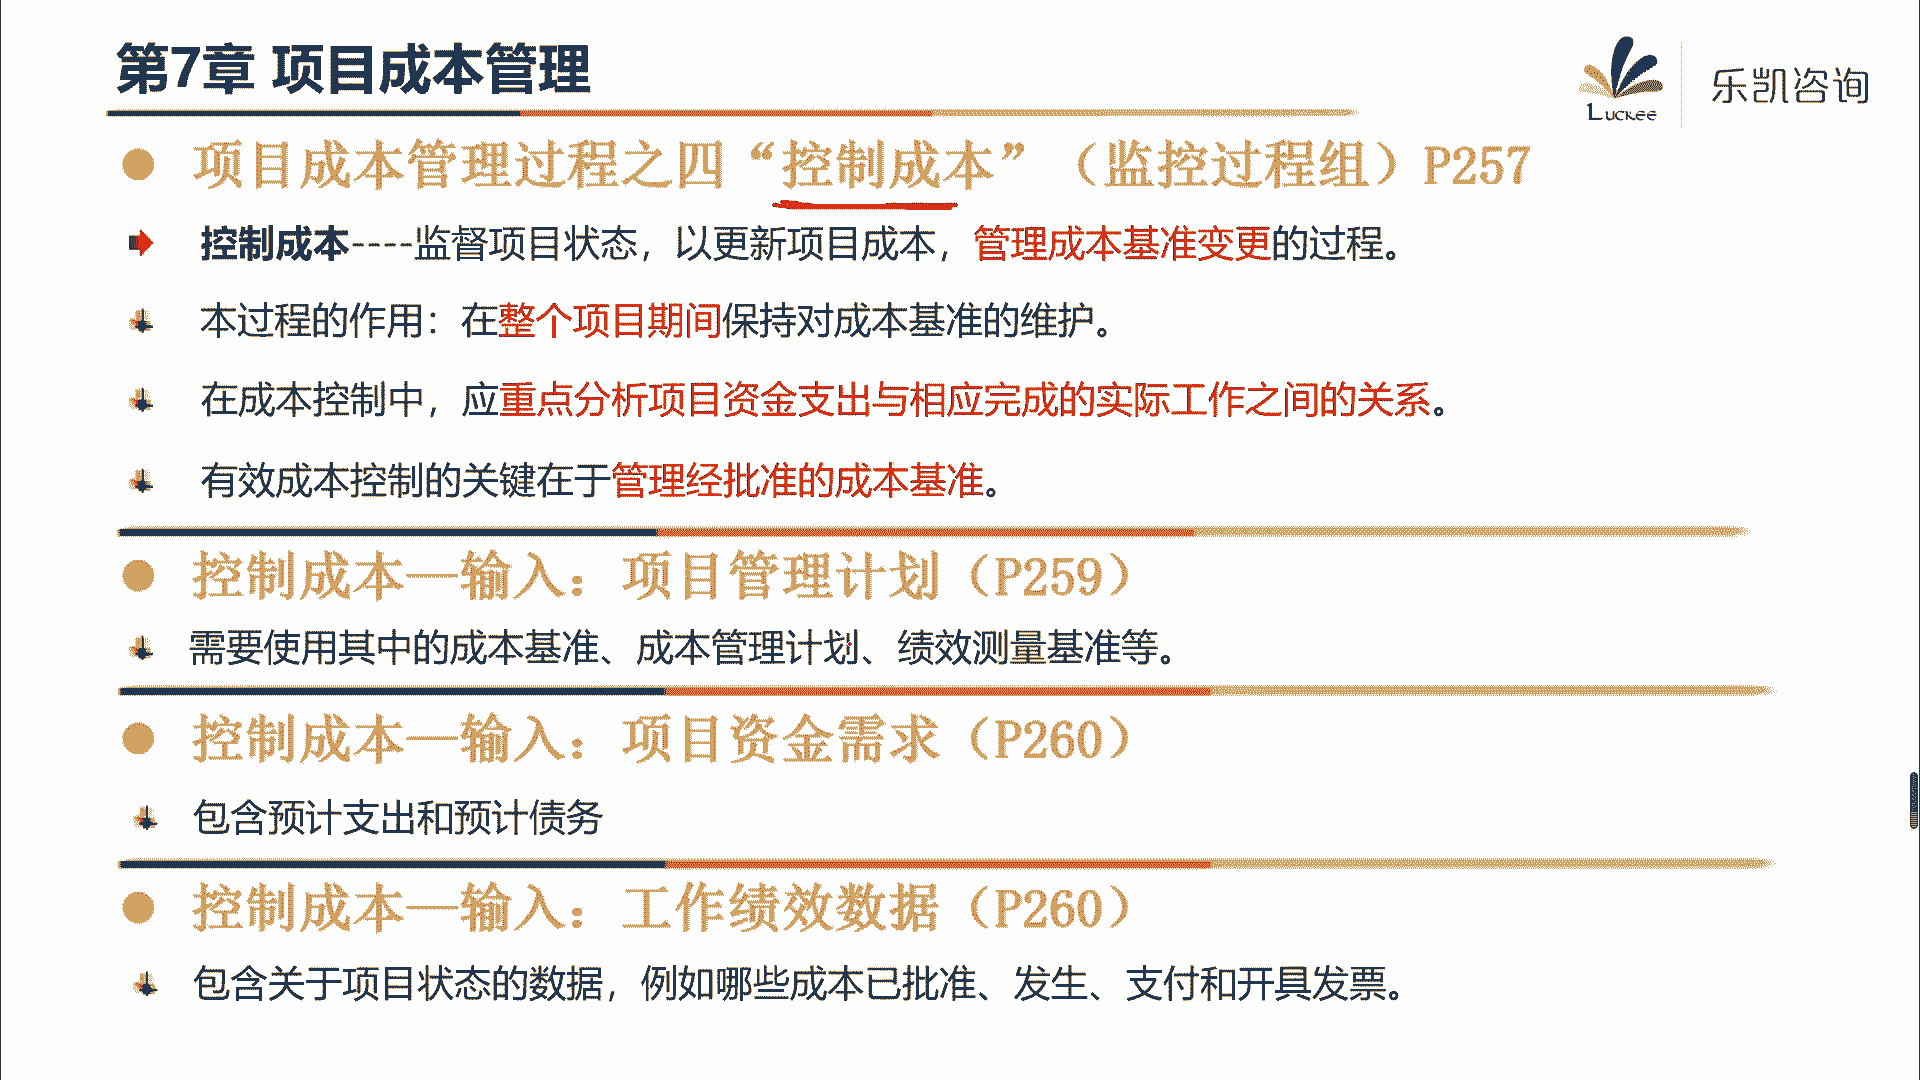 第7章 项目成本管理
Luckee 乐凯咨询
项目成本管理过程之四“控制成本”（监控过程组）P257
控制成本----监督项目状态，以更新项目成本，管理成本基准变更的过程。
本过程的作用：在整个项目期间保持对成本基准的维护。
在成本控制中，应重点分析项目资金支出与相应完成的实际工作之间的关系。
有效成本控制的关键在于管理经批准的成本基准。
控制成本—输入：项目管理计划（P259）
需要使用其中的成本基准、成本管理计划、绩效测量基准等。
控制成本—输入：项目资金需求（P260）
包含预计支出和预计债务
控制成本—输入：工作绩效数据（P260）
包含关于项目状态的数据，例如哪些成本已批准、发生、支付和开具发票。